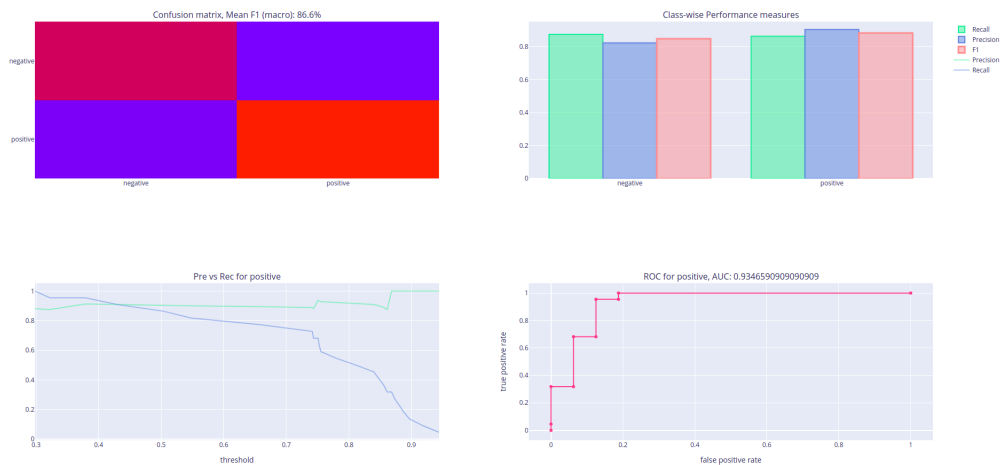 Confusion matrix, Mean F1 (macro): 86.6%
negative
positive
negative
positive
Class-wise Performance measures
0.8
0.6
0.4
0.2
0
negative
positive
Recall
Precision
F1
Precision
Recall
Pre vs Rec for positive
1
0.8
0.6
0.4
0.2
0
0.3
0.4
0.5
0.6
0.7
0.8
0.9
threshold
ROC for positive, AUC: 0.9346590909090909
true positive rate
1
0.8
0.6
0.4
0.2
0
0
0.2
0.4
0.6
0.8
1
false positive rate